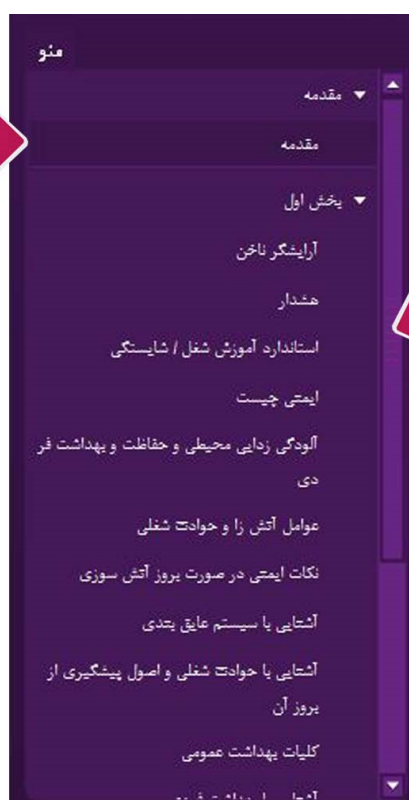 منو
مقدمه
مقدمه
بخش اول
آرایشگر ناخن
هشدار
استاندارد آموزش شغل / شایستگی
ایمنی چیست
آلودگی زدایی محیطی و حفاظت و بهداشت فر
دی
عوامل آتش زا و حوادث شغلی
نکات ایمنی در صورت بروز آتش سوزی
آشنایی با سیستم عایق بندی
آشنایی با حوادث شغلی و اصول پیشگیری از
بروز آن
کلیات بهداشت عمومی